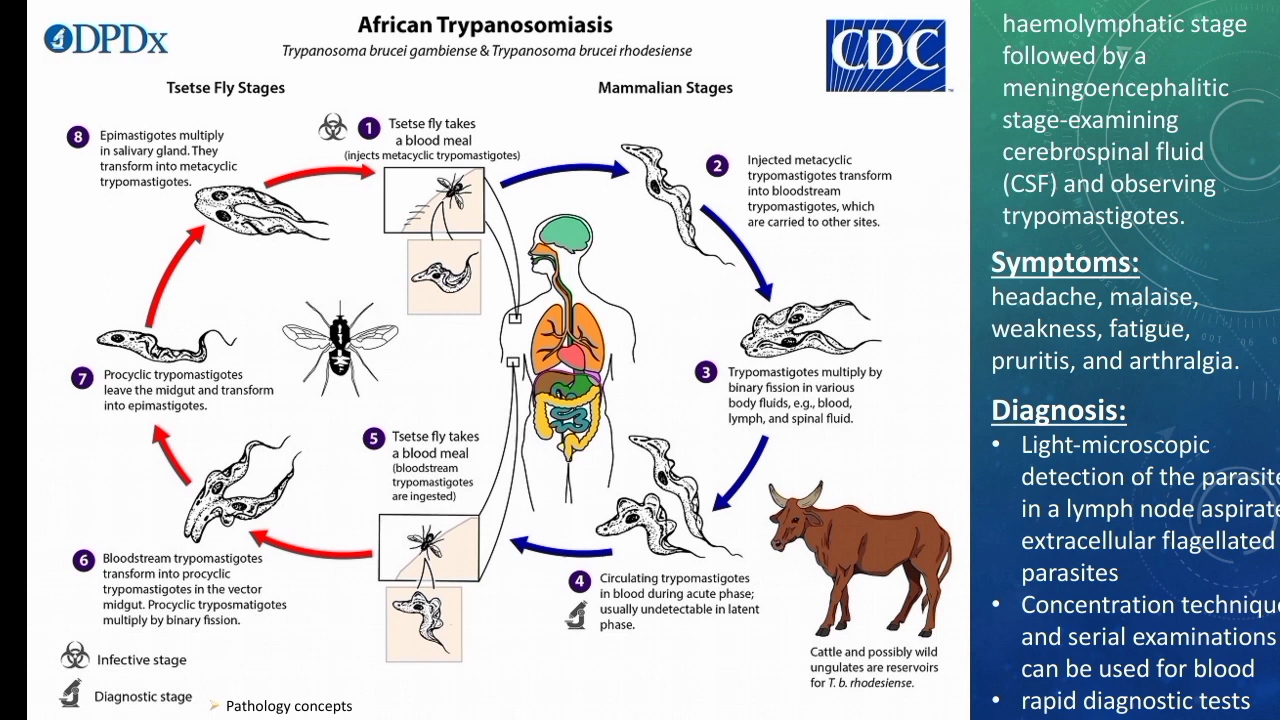 DPDx
African Trypanosomiasis
Trypanosoma brucei gambiense & Trypanosoma brucei rhodesiense
CDC
TM
Tsetse Fly Stages
Mammalian Stages
8
Epimastigotes multiply
in salivary gland. They
transform into metacyclic
trypomastigotes.
1
Tsetse fly takes
a blood meal
(injects metacyclic trypomastigotes)
2
Injected metacyclic
trypomastigotes transform
into bloodstream
trypomastigotes, which
are carried to other sites.
7
Procyclic trypomastigotes
leave the midgut and transform
into epimastigotes.
3
Trypomastigotes multiply by
binary fission in various
body fluids, e.g., blood,
lymph, and spinal fluid.
5
Tsetse fly takes
a blood meal
(bloodstream
trypomastigotes
are ingested)
6
Bloodstream trypomastigotes
transform into procyclic
trypomastigotes in the vector
midgut. Procyclic tryposmatigotes
multiply by binary fission.
4
Circulating trypomastigotes
in blood during acute phase;
usually undetectable in latent
phase.
Cattle and possibly wild
ungulates are reservoirs
for T. b. rhodesiense.
Infective stage
Diagnostic stage
➢ Pathology concepts
haemolymphatic stage
followed by a
meningoencephalitic
stage-examining
cerebrospinal fluid
(CSF) and observing
trypomastigotes.
Symptoms:
headache, malaise,
weakness, fatigue,
pruritis, and arthralgia.
Diagnosis:
• Light-microscopic
detection of the parasite
in a lymph node aspirate
extracellular flagellated
parasites
• Concentration technique
and serial examinations
can be used for blood
• rapid diagnostic tests